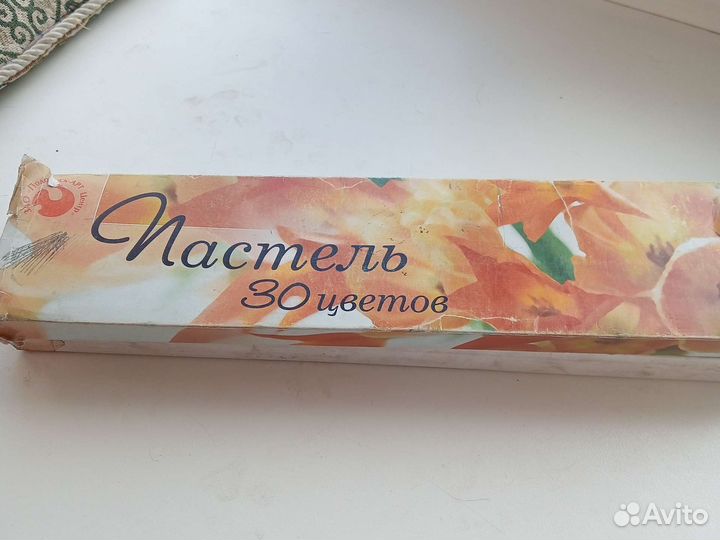 Пастель
30 цветов
Avito